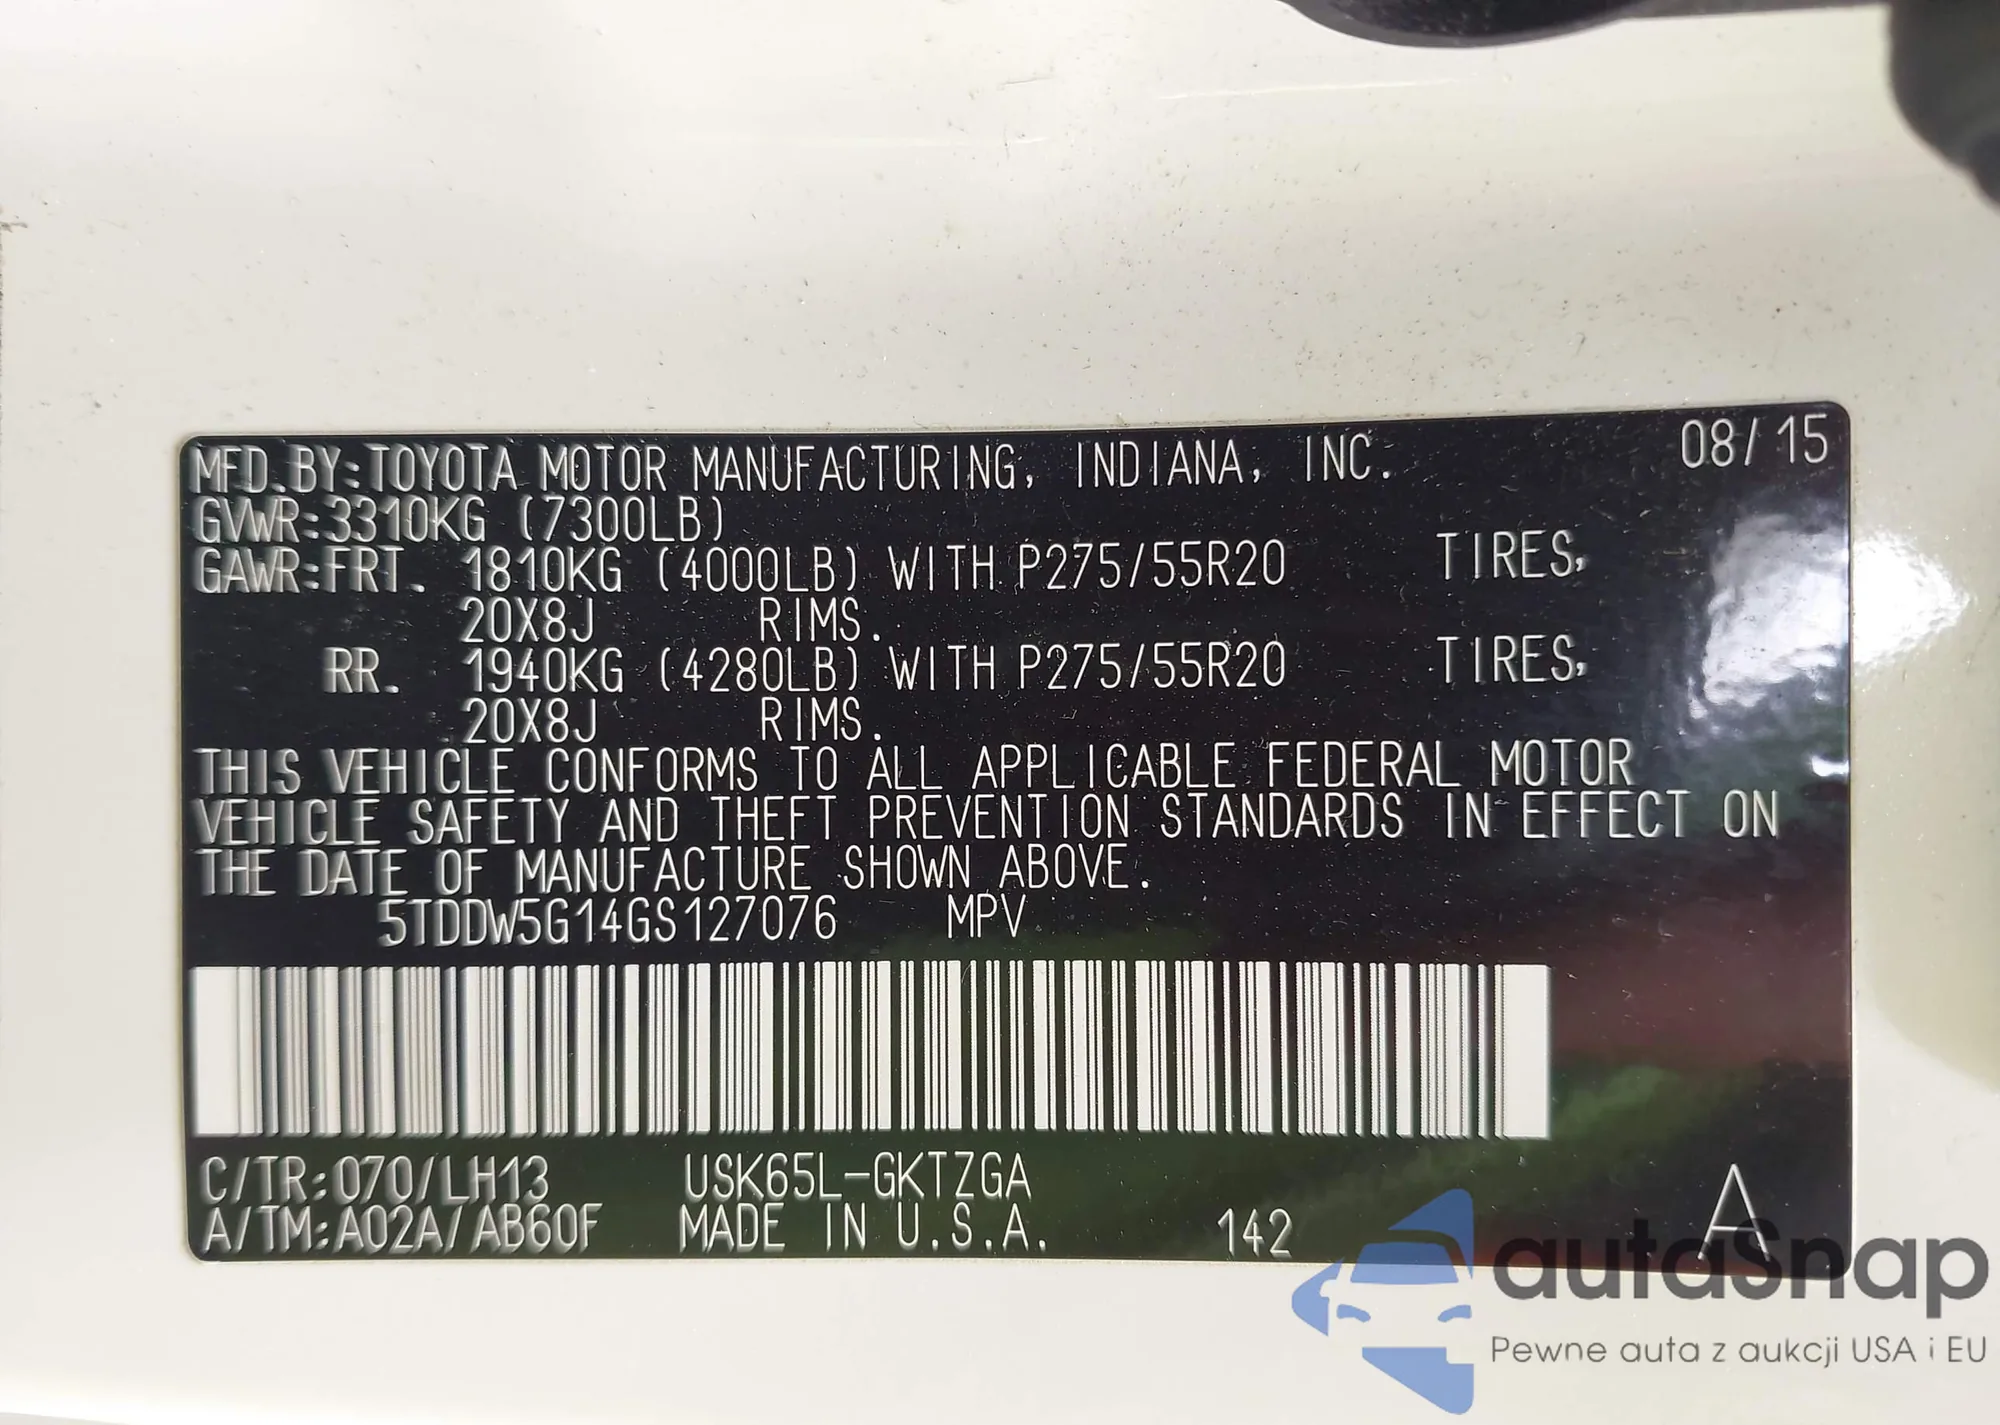 MFD.BY:TOYOTA MOTOR MANUFACTURING, INDIANA, INC. 08/15
GVWR:3310KG (7300LB)
GAWR:FRT. 1810KG (4000LB) WITH P275/55R20 TIRES,
20X8J RIMS.
RR. 1940KG (4280LB) WITH P275/55R20 TIRES,
20X8J RIMS.
THIS VEHICLE CONFORMS TO ALL APPLICABLE FEDERAL MOTOR
VEHICLE SAFETY AND THEFT PREVENTION STANDARDS IN EFFECT ON
THE DATE OF MANUFACTURE SHOWN ABOVE.
5TDDW5G14GS127076 MPV
C/TR:070/LH13 USK65L-GKTZGA
A/TM:A02A/AB60F MADE IN U.S.A. 142 A
autaSnap
Pewne auta z aukcji USA i EU